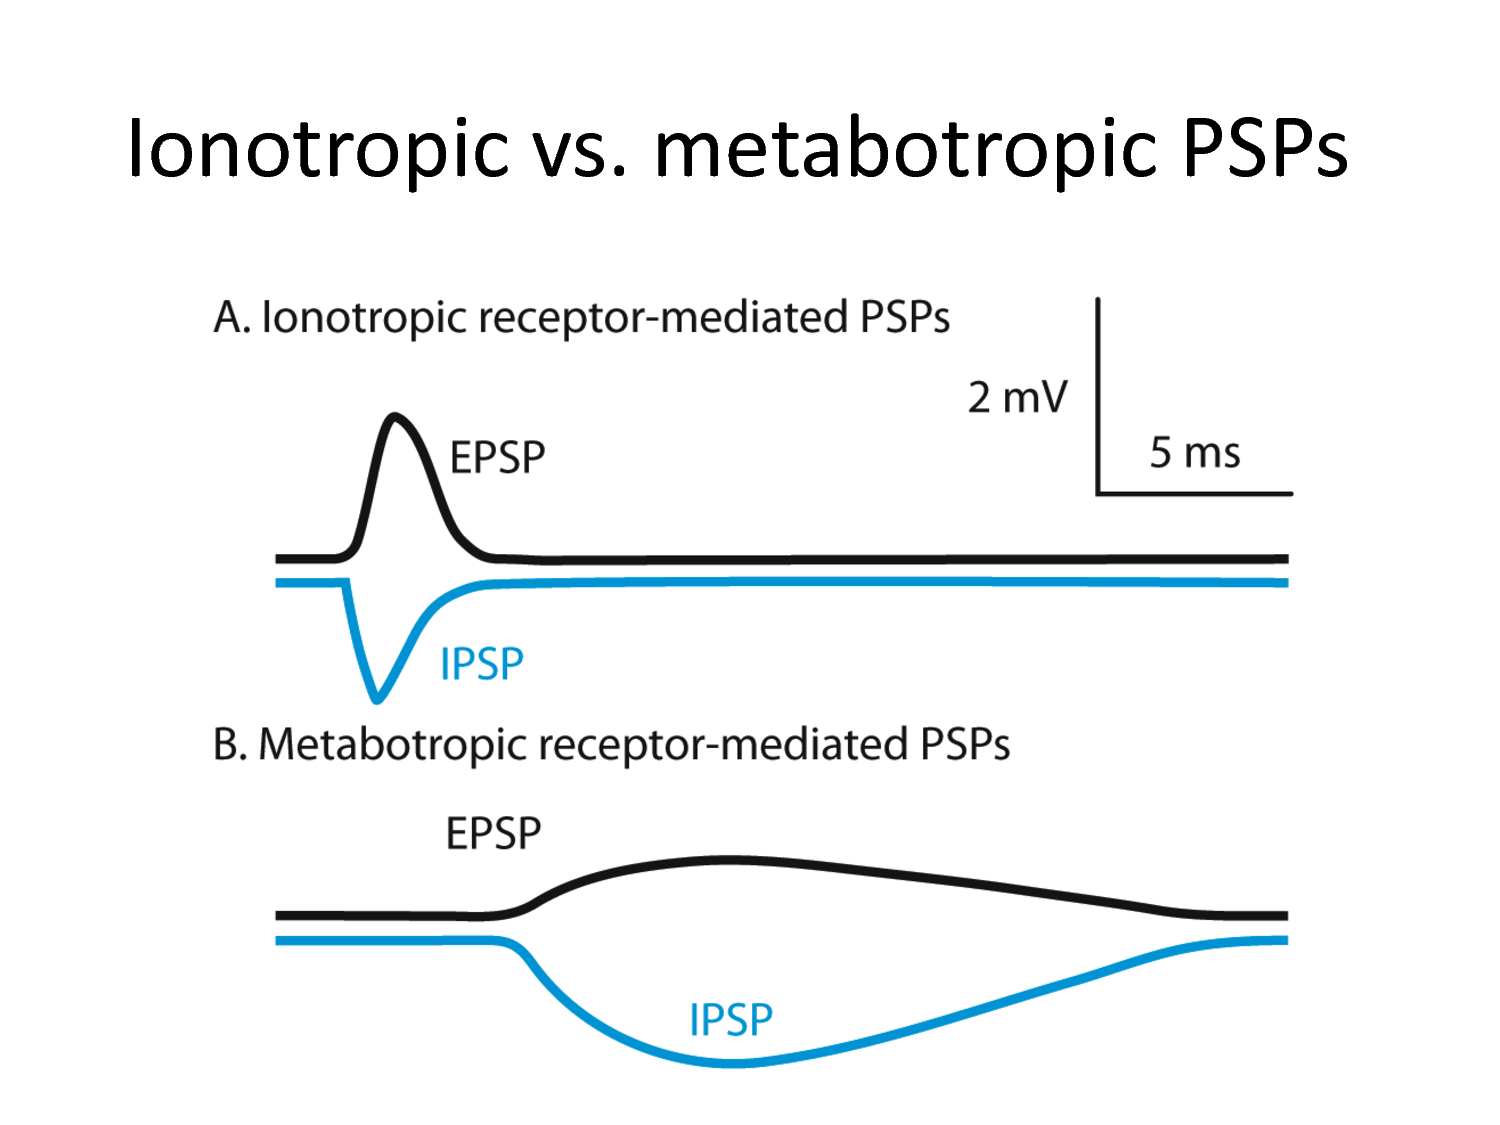 Ionotropic vs. metabotropic PSPs
A. Ionotropic receptor-mediated PSPs
2 mV
5 ms
EPSP
IPSP
B. Metabotropic receptor-mediated PSPs
EPSP
IPSP